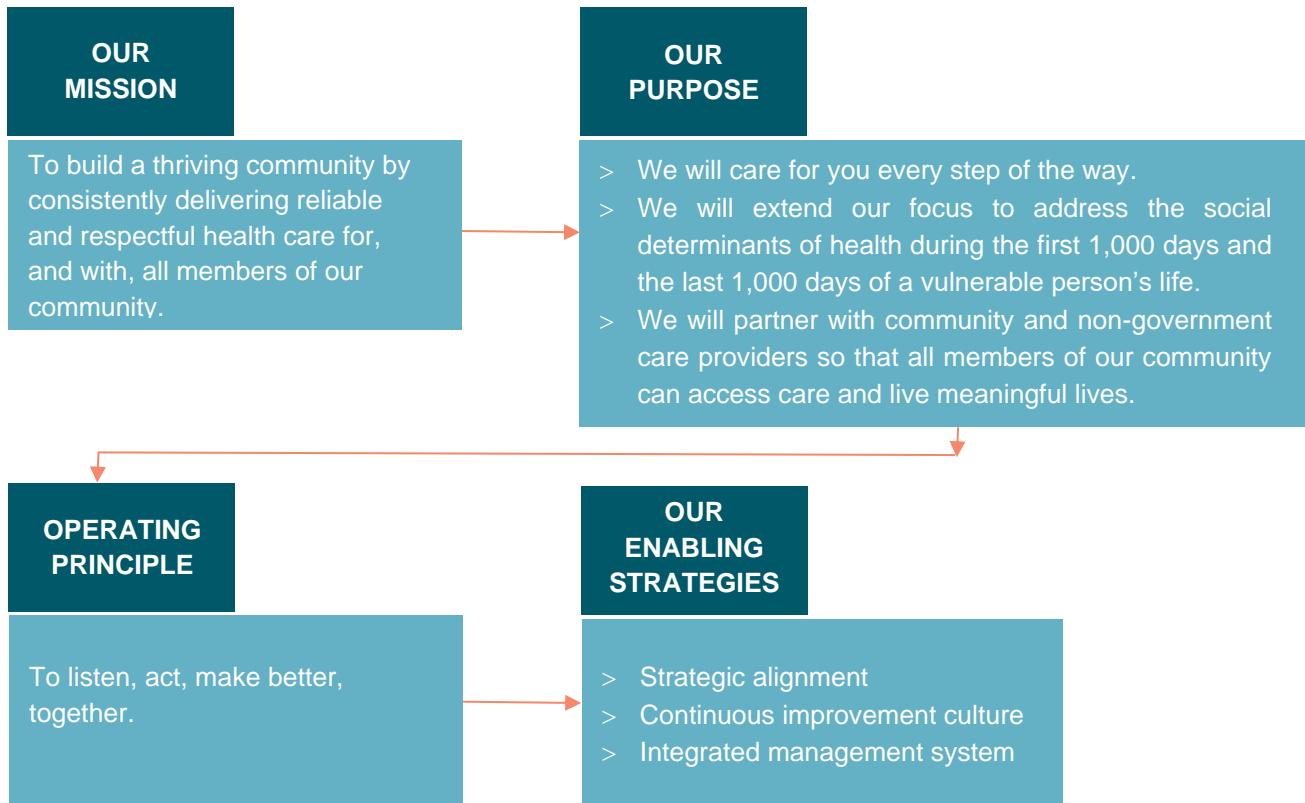 OUR
MISSION
To build a thriving community by
consistently delivering reliable
and respectful health care for,
and with, all members of our
community.
OUR
PURPOSE
> We will care for you every step of the way.
> We will extend our focus to address the social
determinants of health during the first 1,000 days and
the last 1,000 days of a vulnerable person's life.
> We will partner with community and non-government
care providers so that all members of our community
can access care and live meaningful lives.
OPERATING
PRINCIPLE
To listen, act, make better,
together.
OUR
ENABLING
STRATEGIES
> Strategic alignment
> Continuous improvement culture
> Integrated management system